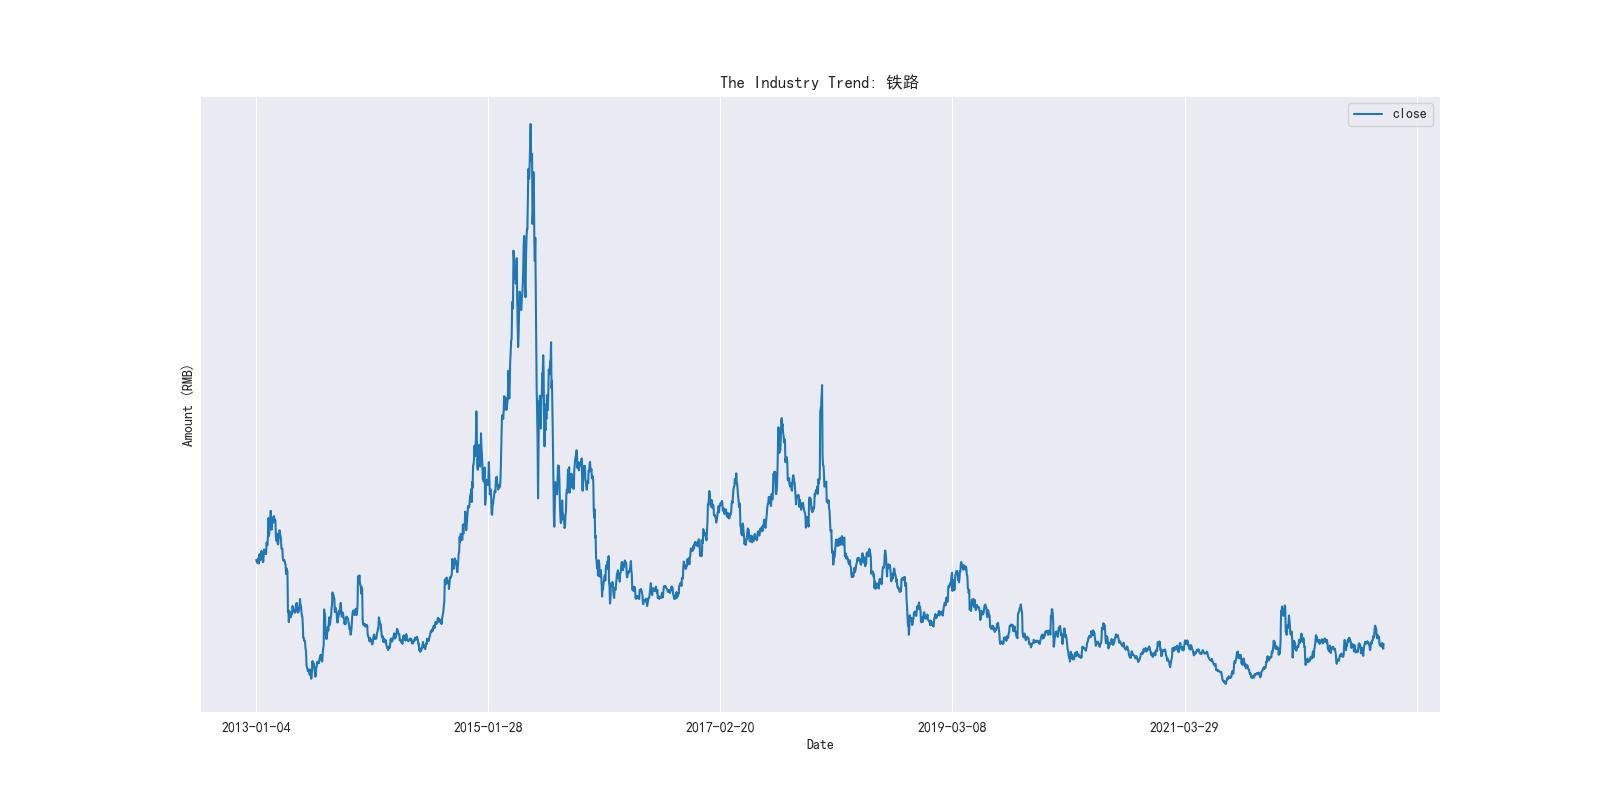 The Industry Trend: 铁路
close
Amount (RMB)
2013-01-04
2015-01-28
2017-02-20
2019-03-08
2021-03-29
Date